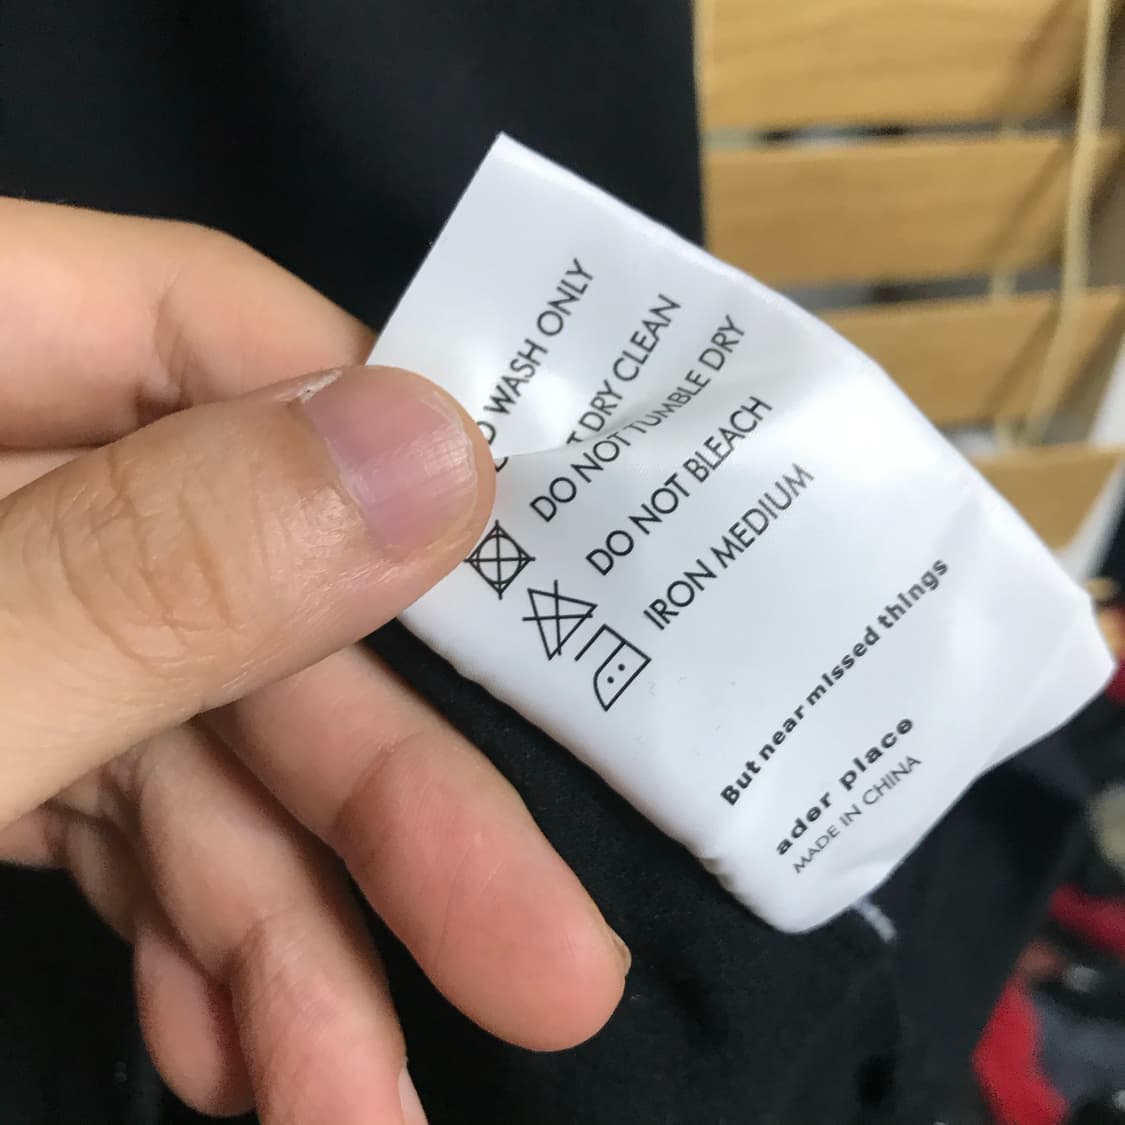 WASH ONLY
DRY CLEAN
DO NOT TUMBLE DRY
DO NOT BLEACH
IRON MEDIUM
But near missed things
ader place
MADE IN CHINA